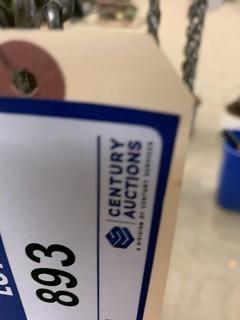 CENTURY
AUCTIONS
A DIVISION OF CENTURY SERVICES
893